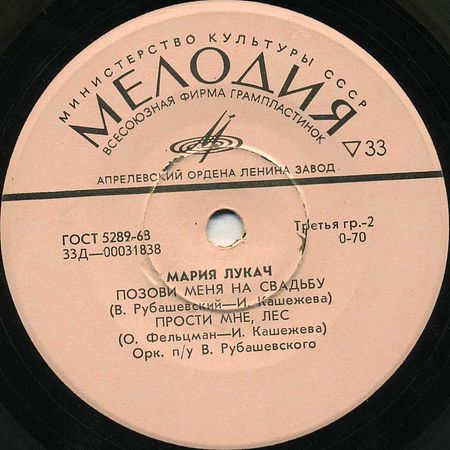 МИНИСТЕРСТВО КУЛЬТУРЫ СССР
МЕЛОДИЯ
ВСЕСОЮЗНАЯ ФИРМА ГРАМПЛАСТИНОК
▽33
АПРЕЛЕВСКИЙ ОРДЕНА ЛЕНИНА ЗАВОД
ГОСТ 5289-68
Третья гр.-2
33Д—00031838
0-70
МАРИЯ ЛУКАЧ
ПОЗОВИ МЕНЯ НА СВАДЬБУ
(В. Рубашевский—И. Кашежева)
ПРОСТИ МНЕ, ЛЕС
(О. Фельцман—И. Кашежева)
Орк. п/у В. Рубашевского